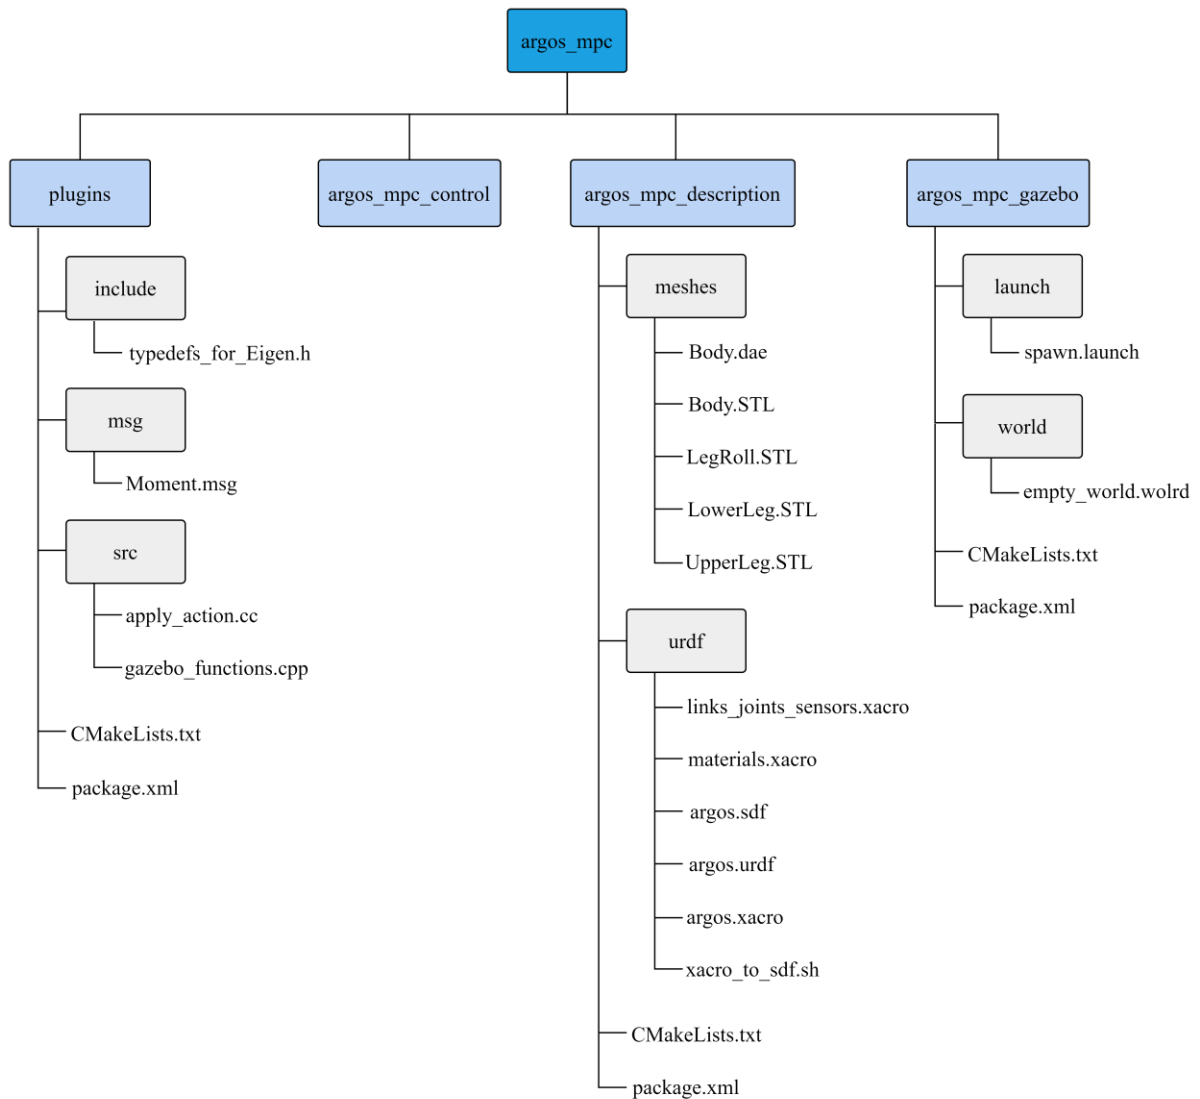 argos_mpc
plugins
argos_mpc_control
argos_mpc_description
argos_mpc_gazebo
include
typedefs_for_Eigen.h
msg
Moment.msg
src
apply_action.cc
gazebo_functions.cpp
CMakeLists.txt
package.xml
meshes
Body.dae
Body.STL
LegRoll.STL
LowerLeg.STL
UpperLeg.STL
urdf
links_joints_sensors.xacro
materials.xacro
argos.sdf
argos.urdf
argos.xacro
xacro_to_sdf.sh
CMakeLists.txt
package.xml
launch
spawn.launch
world
empty_world.wolrd
CMakeLists.txt
package.xml